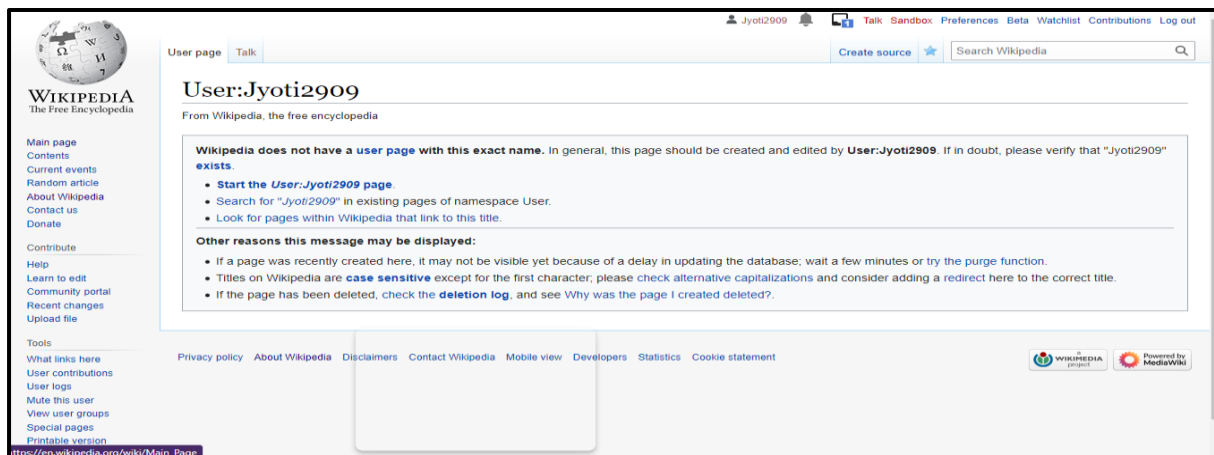 Jyoti2909 Talk Sandbox Preferences Beta Watchlist Contributions Log out
User page Talk Create source Search Wikipedia
WIKIPEDIA
The Free Encyclopedia
User:Jyoti2909
From Wikipedia, the free encyclopedia
Wikipedia does not have a user page with this exact name. In general, this page should be created and edited by User:Jyoti2909. If in doubt, please verify that "Jyoti2909"
exists.
• Start the User:Jyoti2909 page.
• Search for "Jyoti2909" in existing pages of namespace User.
• Look for pages within Wikipedia that link to this title.
Other reasons this message may be displayed:
• If a page was recently created here, it may not be visible yet because of a delay in updating the database; wait a few minutes or try the purge function.
• Titles on Wikipedia are case sensitive except for the first character; please check alternative capitalizations and consider adding a redirect here to the correct title.
• If the page has been deleted, check the deletion log, and see Why was the page I created deleted?.
Main page
Contents
Current events
Random article
About Wikipedia
Contact us
Donate
Contribute
Help
Learn to edit
Community portal
Recent changes
Upload file
Tools
What links here
User contributions
User logs
Mute this user
View user groups
Special pages
Printable version
ttps://en.wikipedia.org/wiki/Main_Page
Privacy policy About Wikipedia Disclaimers Contact Wikipedia Mobile view Developers Statistics Cookie statement
A
WIKIMEDIA
project
Powered by
MediaWiki